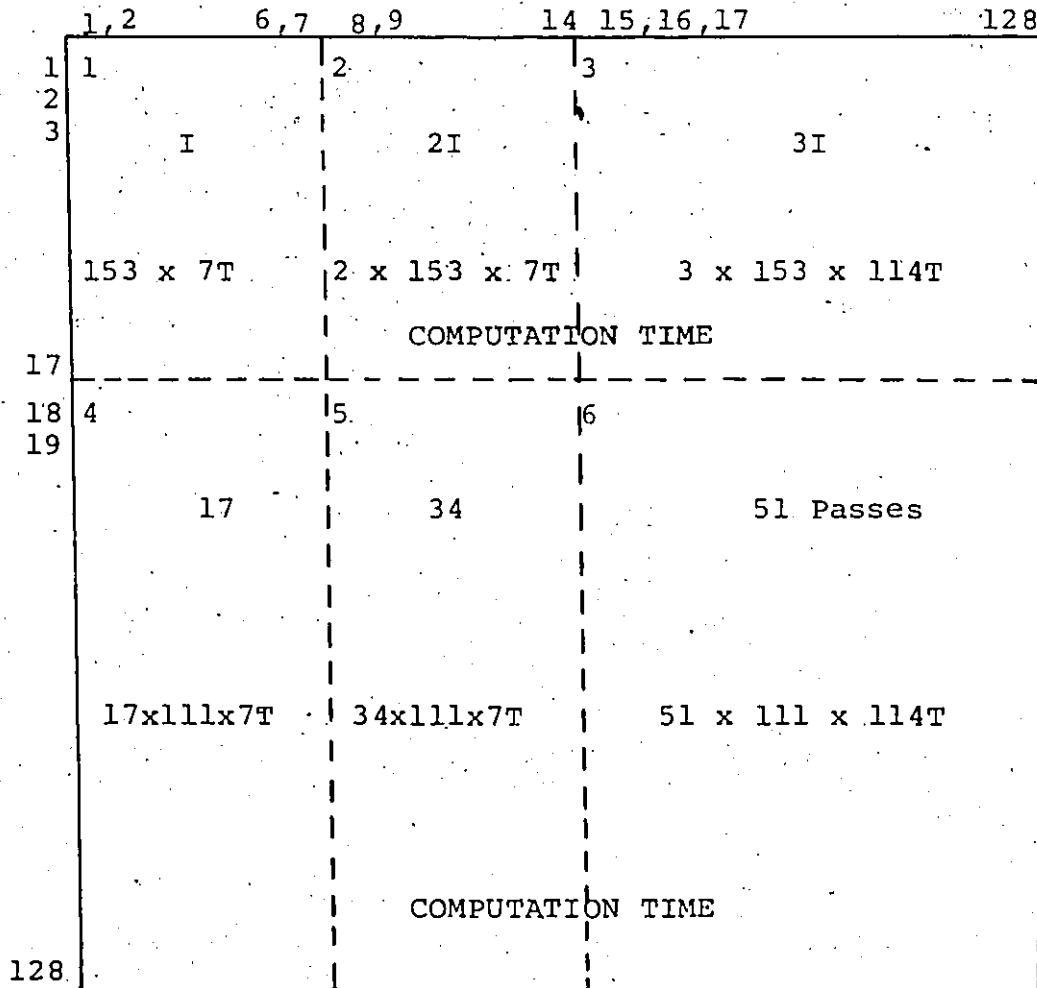 1,2 6,7 8,9 14 15,16,17 128
1 1 2 3
2
3 I 2I 3I
153 x 7T 2 x 153 x 7T 3 x 153 x 114T
COMPUTATION TIME
17
18 4 5 6
19
17 34 51 Passes
17x111x7T 34x111x7T 51 x 111 x 114T
COMPUTATION TIME
128